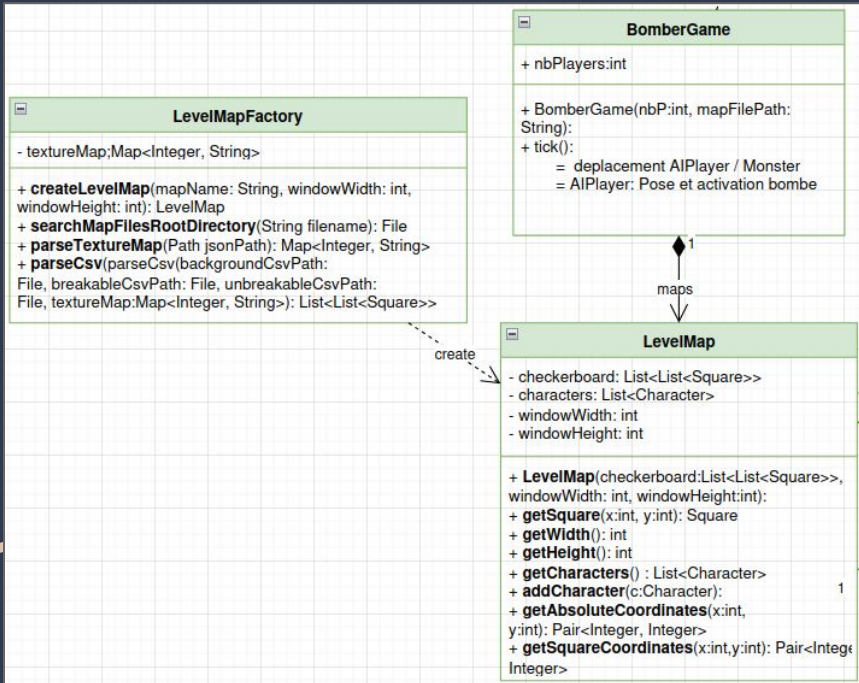 BomberGame
+ nbPlayers:int
+ BomberGame(nbP:int, mapFilePath:
String):
+ tick():
= deplacement AIPlayer / Monster
= AIPlayer: Pose et activation bombe
LevelMapFactory
- textureMap;Map<Integer, String>
+ createLevelMap(mapName: String, windowWidth: int,
windowHeight: int): LevelMap
+ searchMapFilesRootDirectory(String filename): File
+ parseTextureMap(Path jsonPath): Map<Integer, String>
+ parseCsv(parseCsv(backgroundCsvPath:
File, breakableCsvPath: File, unbreakableCsvPath:
File, textureMap:Map<Integer, String>): List<List<Square>>
1
maps
create
LevelMap
- checkerboard: List<List<Square>>
- characters: List<Character>
- windowWidth: int
- windowHeight: int
+ LevelMap(checkerboard:List<List<Square>>,
windowWidth: int, windowHeight:int):
+ getSquare(x:int, y:int): Square
+ getWidth(): int
+ getHeight(): int
+ getCharacters() : List<Character>
+ addCharacter(c:Character):
1
+ getAbsoluteCoordinates(x:int,
y:int): Pair<Integer, Integer>
+ getSquareCoordinates(x:int,y:int): Pair<Intege
Integer>